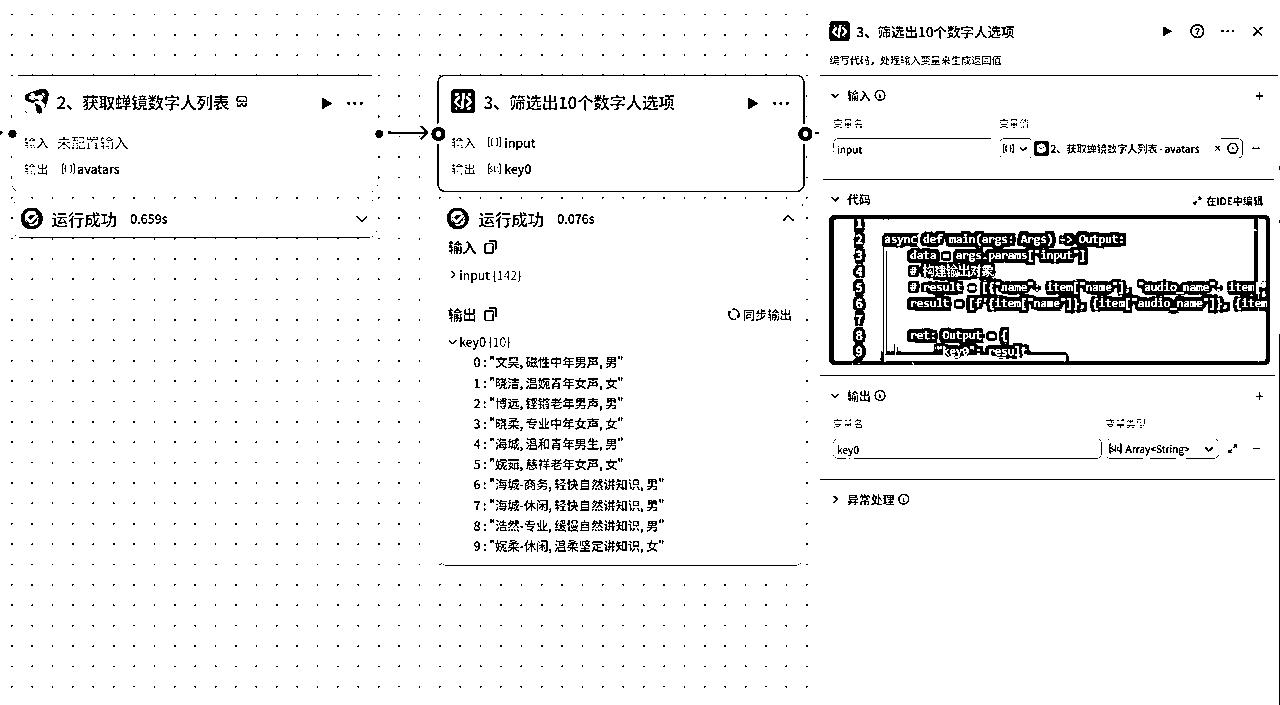 2、获取蝉镜数字人列表
输入 未配置输入
输出 [[]] avatars
运行成功 0.659s
3、筛选出10个数字人选项
输入 [[]] input
输出 key0
运行成功 0.076s
输入
input {142}
输出
同步输出
key0 {10}
0 : "文昊, 磁性中年男声, 男"
1 : "晓洁, 温婉青年女声, 女"
2 : "博远, 铿锵老年男声, 男"
3 : "晓柔, 专业中年女声, 女"
4 : "海城, 温和青年男生, 男"
5 : "婉茹, 慈祥老年女声, 女"
6 : "海城-商务, 轻快自然讲知识, 男"
7 : "海城-休闲, 轻快自然讲知识, 男"
8 : "浩然-专业, 缓慢自然讲知识, 男"
9 : "婉柔-休闲, 温柔坚定讲知识, 女"
3、筛选出10个数字人选项
编写代码，处理输入变量来生成返回值
输入
变量名 变量值
input 2、获取蝉镜数字人列表 - avatars
代码 在IDE中编辑
1
2 async def main(args: Args) -> Output:
3 data = args.params["input"]
4 # 构建输出对象
5 # result = [{"name": item["name"], "audio_name": item["
6 result = [f"{item["name"]}, {item["audio_name"]}, {item
7
8 ret: Output = {
9 "key0": result
输出
变量名 变量类型
key0 Array<String>
异常处理